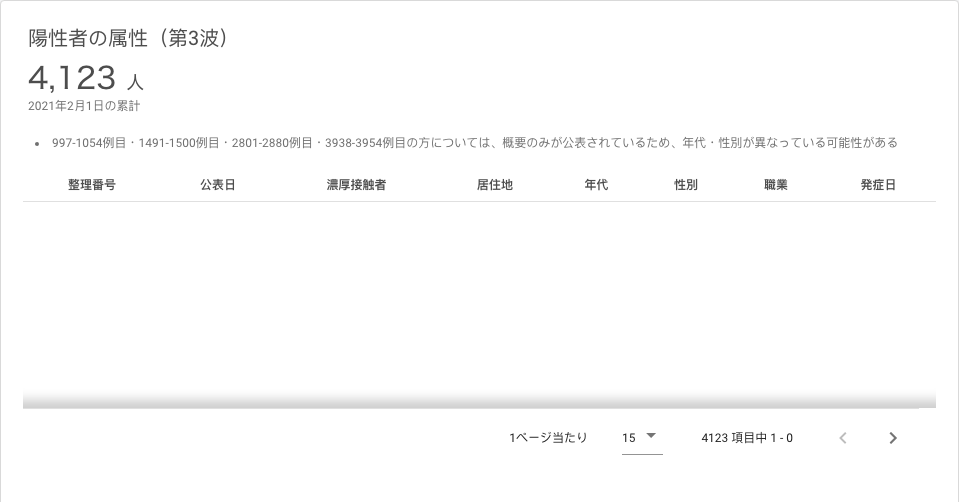 陽性者の属性（第3波）
4,123 人
2021年2月1日の累計
• 997-1054例目・1491-1500例目・2801-2880例目・3938-3954例目の方については、概要のみが公表されているため、年代・性別が異なっている可能性がある
整理番号 公表日 濃厚接触者 居住地 年代 性別 職業 発症日
1ページ当たり 15 4123 項目中 1 - 0